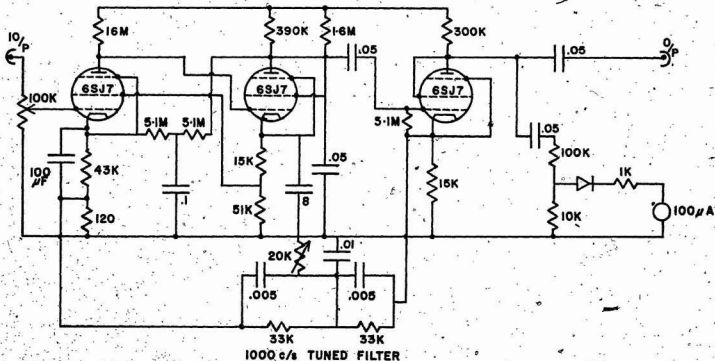 10/P
16M
390K
1·6M
300K
0/P
.05
.05
6SJ7
6SJ7
6SJ7
100K
5·1M
5·1M
5·1M
.05
100K
100 μF
43K
15K
.05
.1
8
15K
1K
100μA
120
51K
10K
20K
.01
.005
.005
33K
33K
1000 c/s TUNED FILTER